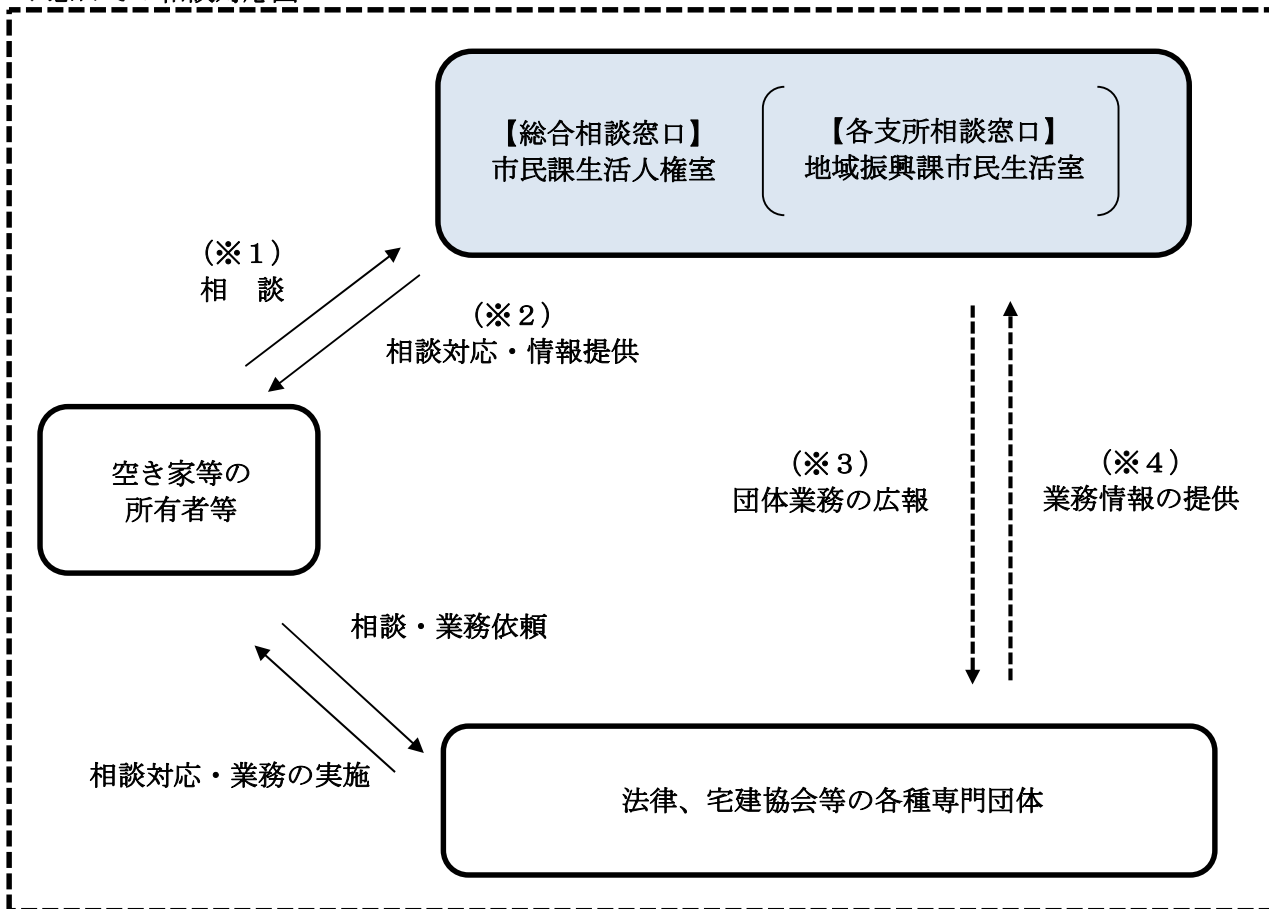 【総合相談窓口】
市民課生活人権室
【各支所相談窓口】
地域振興課市民生活室
(※1)
相　談
(※2)
相談対応・情報提供
空き家等の
所有者等
(※3)
団体業務の広報
(※4)
業務情報の提供
相談・業務依頼
相談対応・業務の実施
法律、宅建協会等の各種専門団体